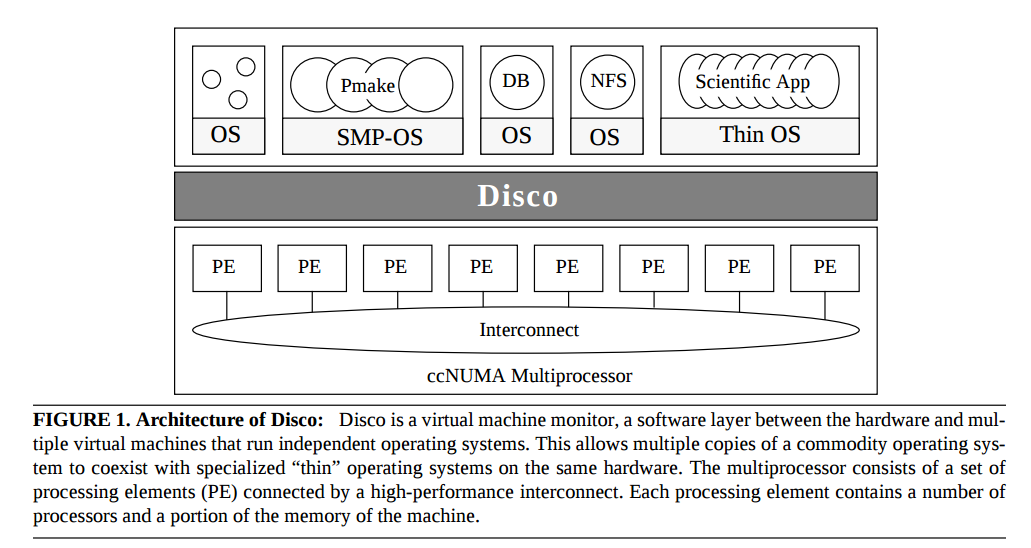 Pmake
DB
NFS
Scientific App
OS
SMP-OS
OS
OS
Thin OS
Disco
PE
PE
PE
PE
PE
PE
PE
PE
Interconnect
ccNUMA Multiprocessor
FIGURE 1. Architecture of Disco: Disco is a virtual machine monitor, a software layer between the hardware and mul-
tiple virtual machines that run independent operating systems. This allows multiple copies of a commodity operating sys-
tem to coexist with specialized “thin” operating systems on the same hardware. The multiprocessor consists of a set of
processing elements (PE) connected by a high-performance interconnect. Each processing element contains a number of
processors and a portion of the memory of the machine.